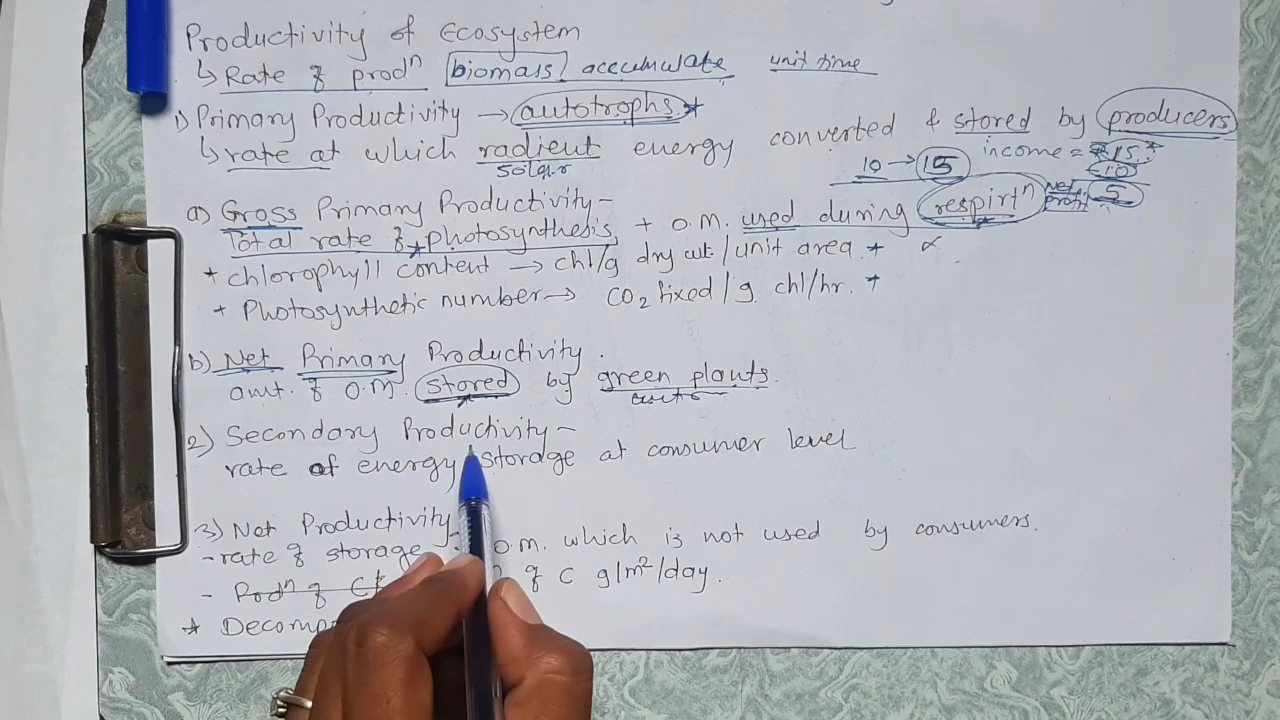 Productivity of Ecosystem
↳ Rate of prodⁿ biomass accumulate unit time
1) Primary Productivity → autotrophs *
↳ rate at which radient energy converted & stored by producers
solar
10 → 15
income = 15
-10
net profit 5
a) Gross Primary Productivity -
Total rate of photosynthesis + O.M. used during respirtⁿ
* chlorophyll content → chl/g dry wt/unit area * ∝
* Photosynthetic number → CO₂ fixed/g chl/hr. *
b) Net Primary Productivity.
amt. of O.M. stored by green plants.
2) Secondary Productivity -
rate of energy storage at consumer level
3) Net Productivity -
- rate of storage O.M. which is not used by consumers.
- Prodⁿ of C g/m²/day.
* Decomp